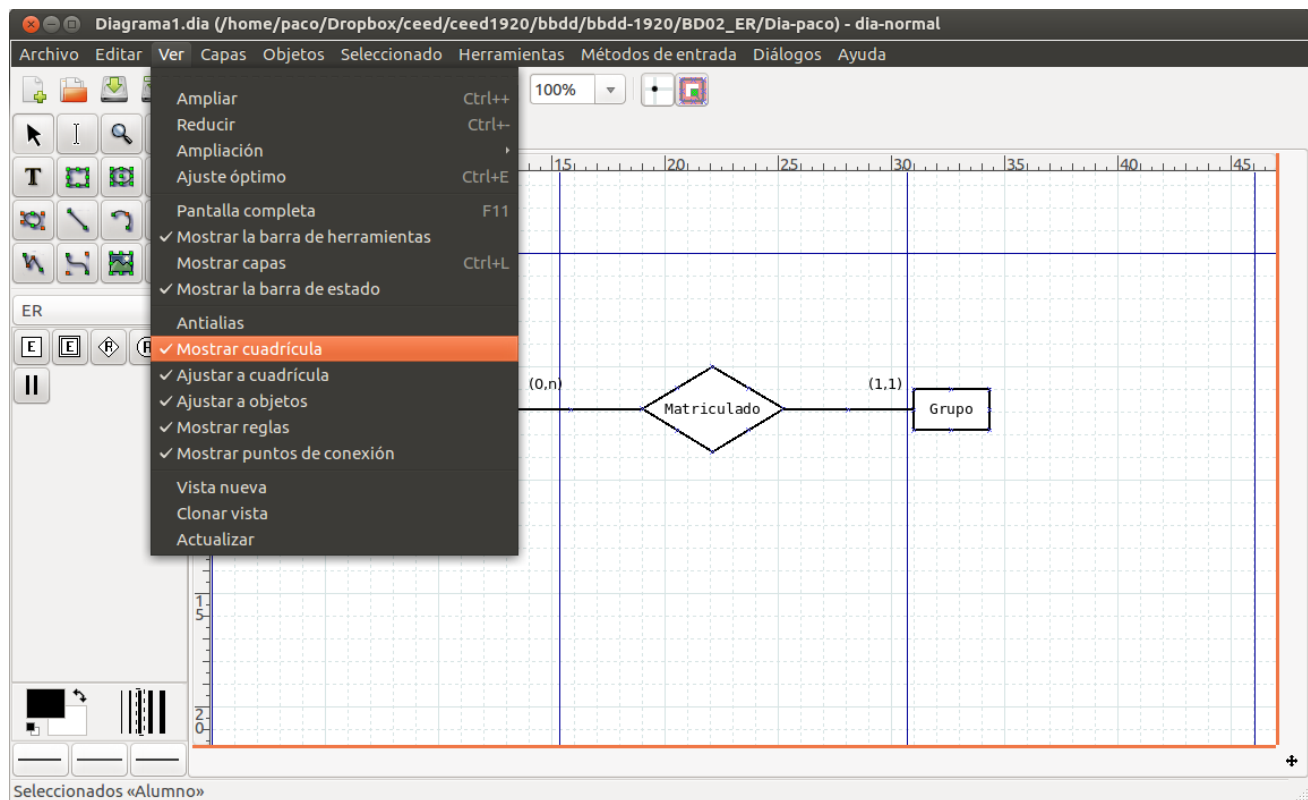 Diagrama1.dia (/home/paco/Dropbox/ceed/ceed1920/bbdd/bbdd-1920/BD02_ER/Dia-paco) - dia-normal
Archivo Editar Ver Capas Objetos Seleccionado Herramientas Métodos de entrada Diálogos Ayuda
100%
Ampliar Ctrl++
Reducir Ctrl+-
Ampliación
Ajuste óptimo Ctrl+E
Pantalla completa F11
Mostrar la barra de herramientas
Mostrar capas Ctrl+L
Mostrar la barra de estado
Antialias
Mostrar cuadrícula
Ajustar a cuadrícula
Ajustar a objetos
Mostrar reglas
Mostrar puntos de conexión
Vista nueva
Clonar vista
Actualizar
T
ER
E E R
15 20 25 30 35 40 45
(0,n) (1,1)
Matriculado Grupo
15
20
Seleccionados «Alumno»